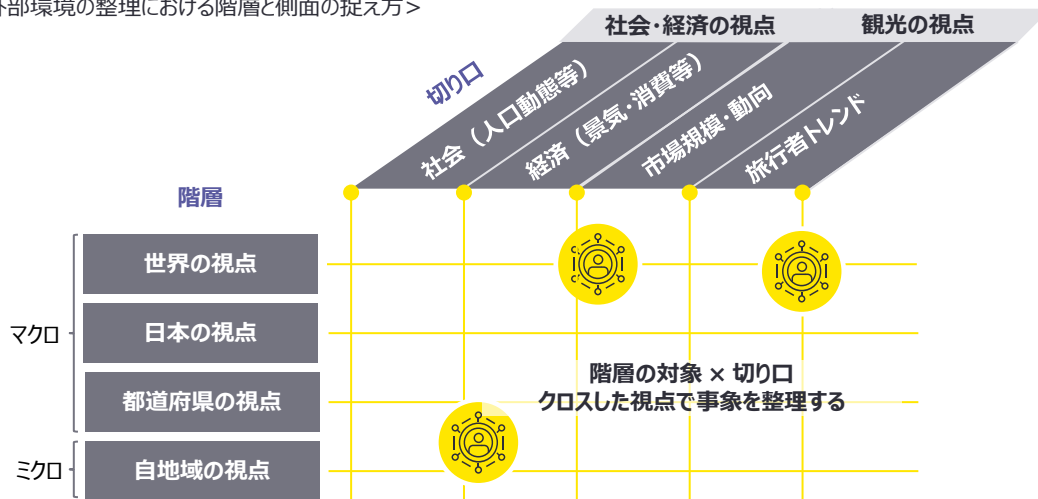 部環境の整理における階層と側面の捉え方>
社会・経済の視点
観光の視点
切り口
社会（人口動態等）
経済（景気・消費等）
市場規模・動向
旅行者トレンド
階層
マクロ
世界の視点
日本の視点
都道府県の視点
ミクロ
自地域の視点
階層の対象 × 切り口
クロスした視点で事象を整理する